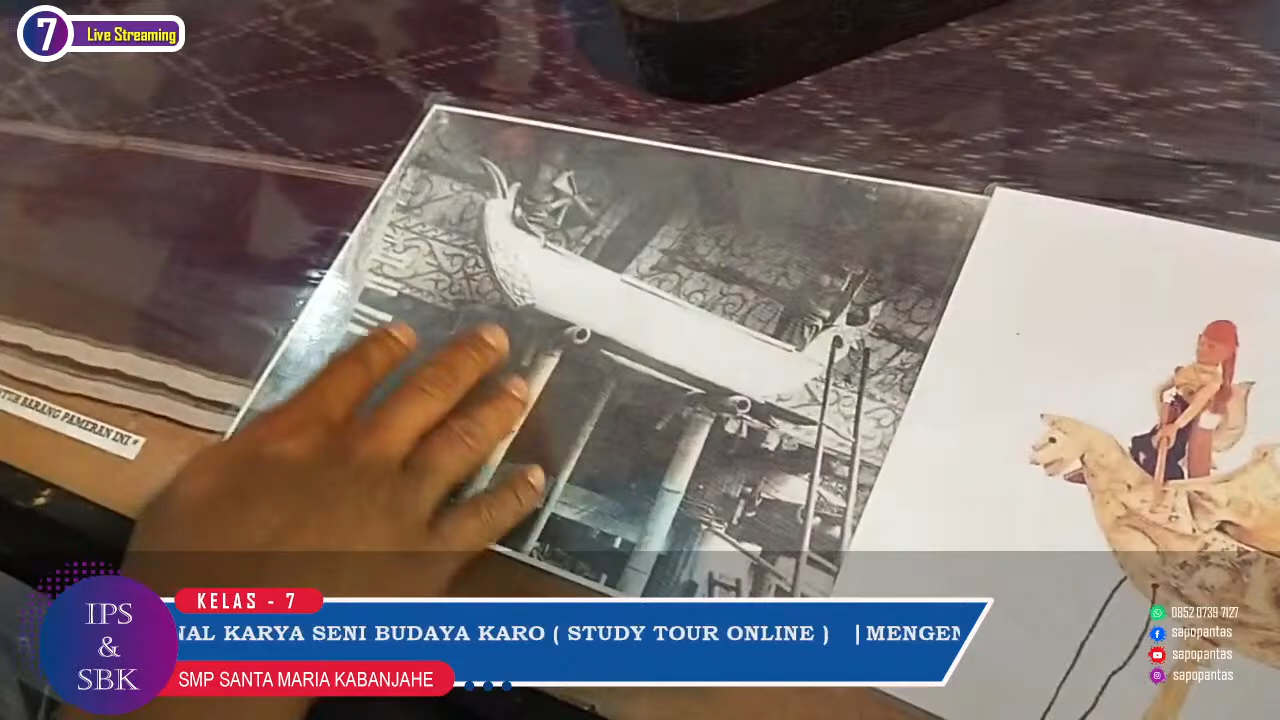 7
Live Streaming
BARANG PAMERAN INI *
KELAS - 7
IPS
&
SBK
NAL KARYA SENI BUDAYA KARO ( STUDY TOUR ONLINE ) | MENGEN
SMP SANTA MARIA KABANJAHE
0852 0739 7127
sapopantas
sapopantas
sapopantas